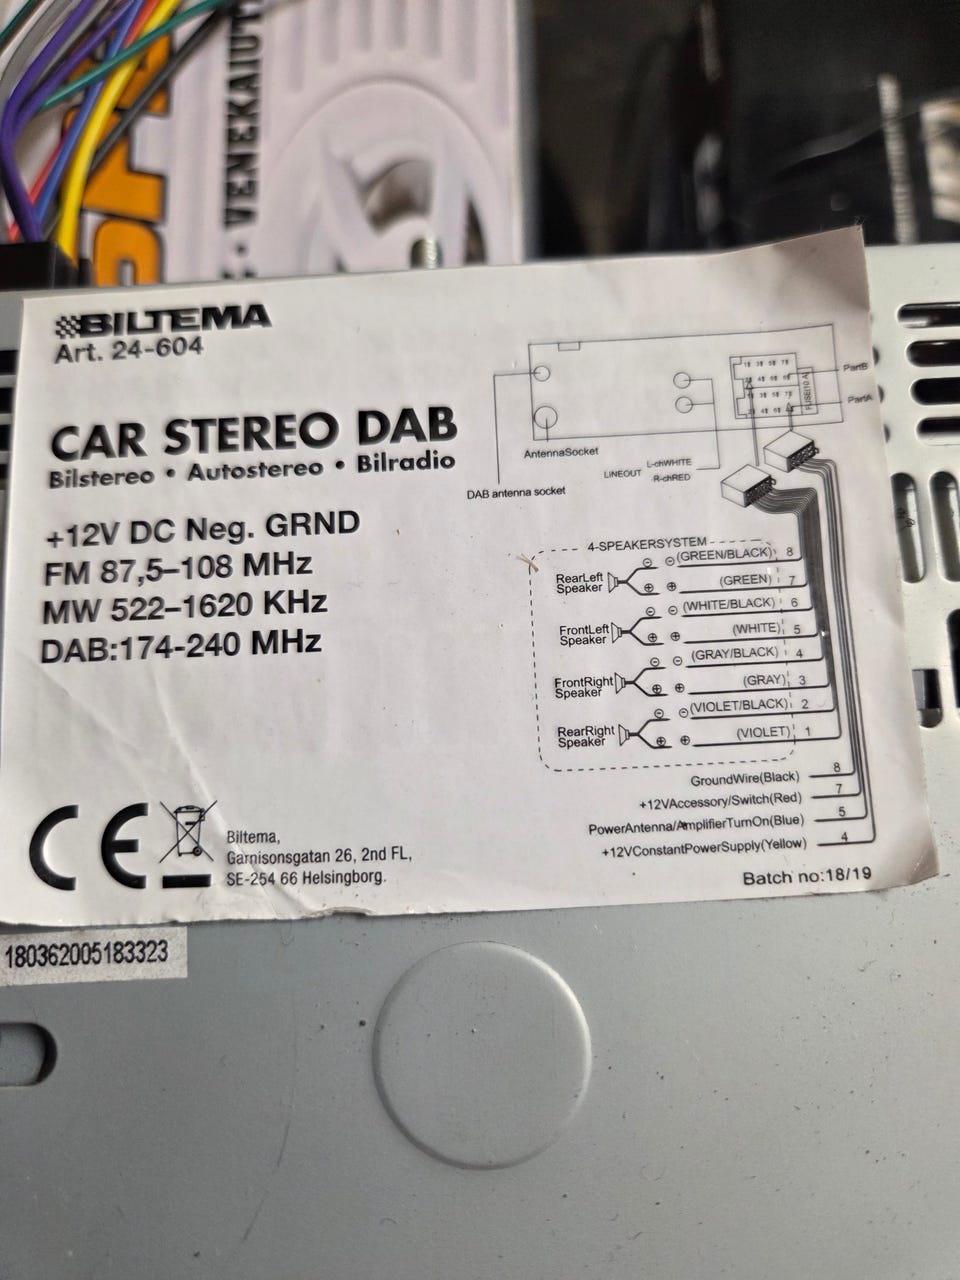 VENEKAUT
BILTEMA
Art. 24-604
CAR STEREO DAB
Bilstereo • Autostereo • Bilradio
+12V DC Neg. GRND
FM 87,5–108 MHz
MW 522–1620 KHz
DAB:174-240 MHz
PartB
PartA
FUSE(10 A)
AntennaSocket
LINEOUT
L-chWHITE
R-chRED
DAB antenna socket
4-SPEAKERSYSTEM
RearLeft
Speaker
(GREEN/BLACK) 8
(GREEN) 7
FrontLeft
Speaker
(WHITE/BLACK) 6
(WHITE) 5
FrontRight
Speaker
(GRAY/BLACK) 4
(GRAY) 3
RearRight
Speaker
(VIOLET/BLACK) 2
(VIOLET) 1
GroundWire(Black) 8
+12VAccessory/Switch(Red) 7
PowerAntenna/AmplifierTurnOn(Blue) 5
+12VConstantPowerSupply(Yellow) 4
CE
Biltema,
Garnisonsgatan 26, 2nd FL,
SE-254 66 Helsingborg.
Batch no:18/19
180362005183323